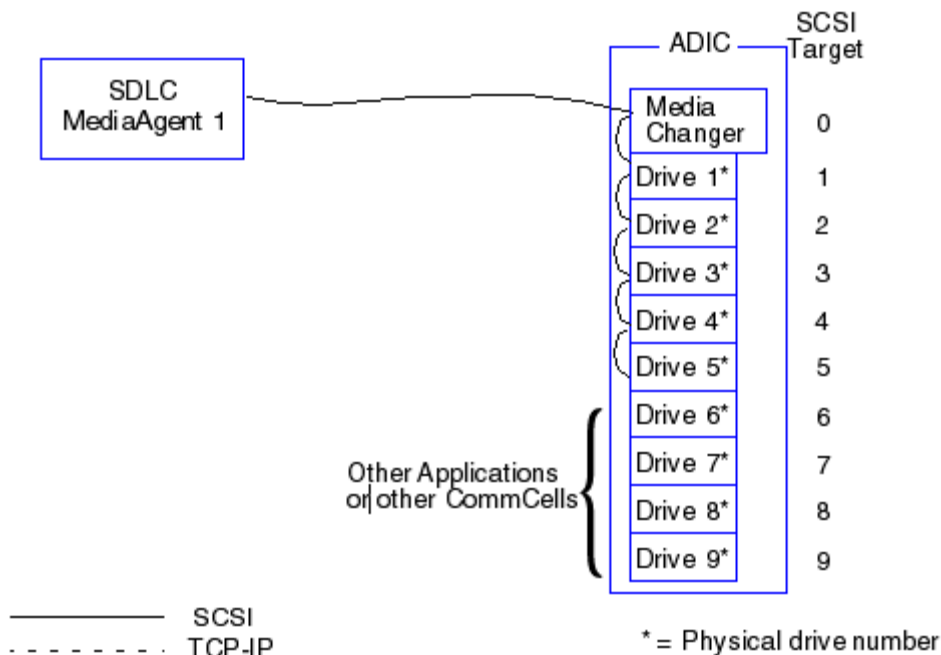 SCSI
Target
ADIC
SDLC
MediaAgent 1
Media
Changer
0
Drive 1*
1
Drive 2*
2
Drive 3*
3
Drive 4*
4
Drive 5*
5
Drive 6*
6
Drive 7*
7
Drive 8*
8
Drive 9*
9
Other Applications
or other CommCells
SCSI
TCP-IP
* = Physical drive number